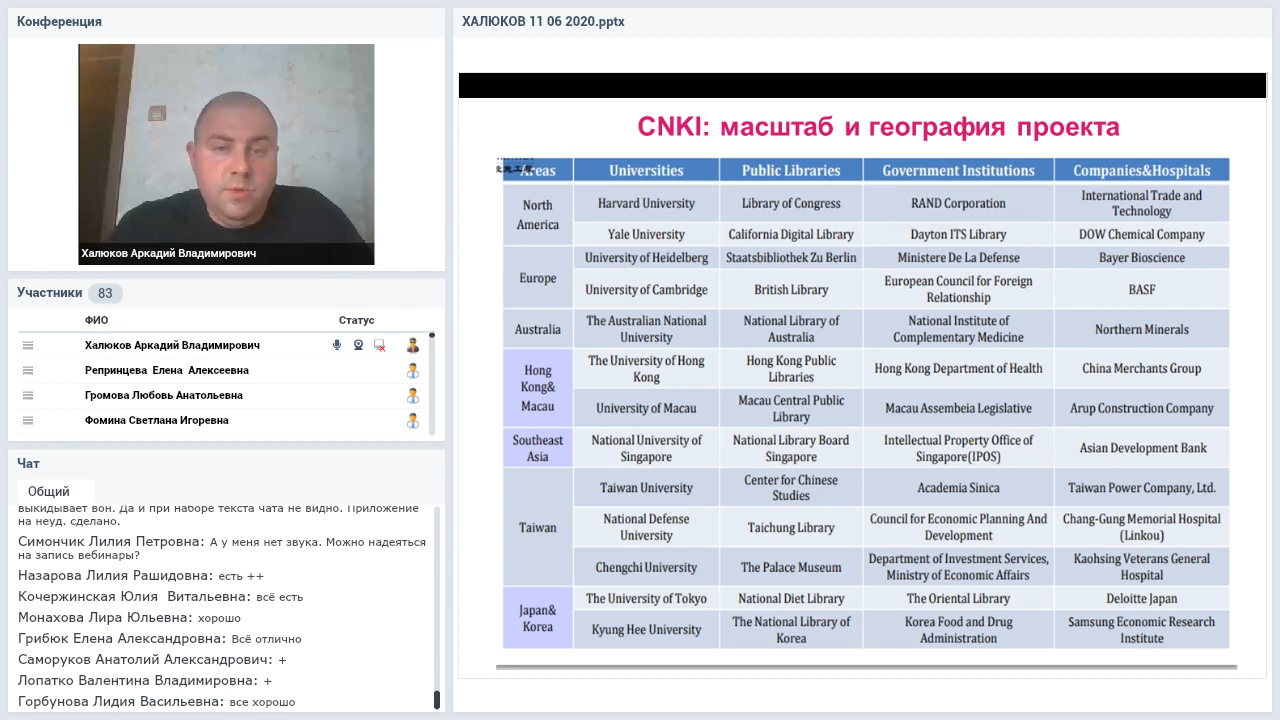 Конференция
Халюков Аркадий Владимирович
Участники 83
ФИО Статус
Халюков Аркадий Владимирович
Репринцева Елена Алексеевна
Громова Любовь Анатольевна
Фомина Светлана Игоревна
Чат
Общий
выкидывает вон. Да и при наборе текста чата не видно. Приложение
на неуд. сделано.
Симончик Лилия Петровна: А у меня нет звука. Можно надеяться
на запись вебинары?
Назарова Лилия Рашидовна: есть ++
Кочержинская Юлия Витальевна: всё есть
Монахова Лира Юльевна: хорошо
Грибюк Елена Александровна: Всё отлично
Саморуков Анатолий Александрович: +
Лопатко Валентина Владимировна: +
Горбунова Лидия Васильевна: все хорошо
ХАЛЮКОВ 11 06 2020.pptx
CNKI: масштаб и география проекта
Areas Universities Public Libraries Government Institutions Companies&Hospitals
North
America
Harvard University Library of Congress RAND Corporation International Trade and
Technology
Yale University California Digital Library Dayton ITS Library DOW Chemical Company
Europe
University of Heidelberg Staatsbibliothek Zu Berlin Ministere De La Defense Bayer Bioscience
University of Cambridge British Library European Council for Foreign
Relationship
BASF
Australia
The Australian National
University
National Library of
Australia
National Institute of
Complementary Medicine
Northern Minerals
Hong
Kong&
Macau
The University of Hong
Kong
Hong Kong Public
Libraries
Hong Kong Department of Health China Merchants Group
University of Macau Macau Central Public
Library
Macau Assembeia Legislative Arup Construction Company
Southeast
Asia
National University of
Singapore
National Library Board
Singapore
Intellectual Property Office of
Singapore(IPOS)
Asian Development Bank
Taiwan
Taiwan University Center for Chinese
Studies
Academia Sinica Taiwan Power Company, Ltd.
National Defense
University
Taichung Library Council for Economic Planning And
Development
Chang-Gung Memorial Hospital
(Linkou)
Chengchi University The Palace Museum Department of Investment Services,
Ministry of Economic Affairs
Kaohsing Veterans General
Hospital
Japan&
Korea
The University of Tokyo National Diet Library The Oriental Library Deloitte Japan
Kyung Hee University The National Library of
Korea
Korea Food and Drug
Administration
Samsung Economic Research
Institute